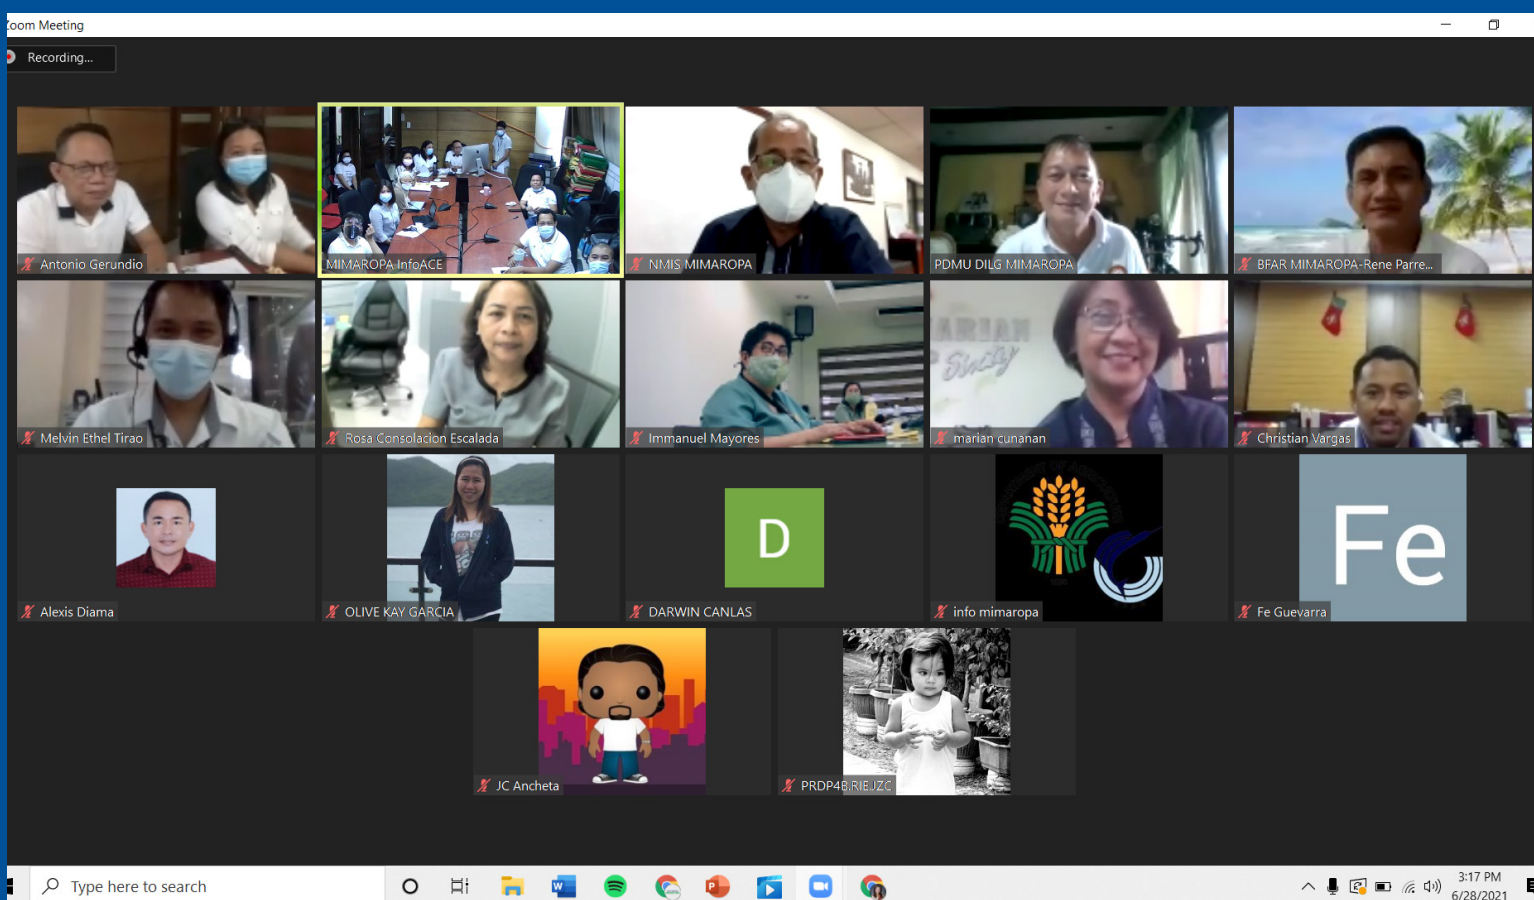 Zoom Meeting
Recording...
Antonio Gerundio
MIMAROPA InfoACE
NMIS MIMAROPA
PDMU DILG MIMAROPA
BFAR MIMAROPA-Rene Parre...
Melvin Ethel Tirao
Rosa Consolacion Escalada
Immanuel Mayores
marian cunanan
Christian Vargas
Alexis Diama
OLIVE KAY GARCIA
D
DARWIN CANLAS
info mimaropa
Fe
Fe Guevarra
JC Ancheta
PRDP4B.RIEJZC
Type here to search
3:17 PM
6/28/2021